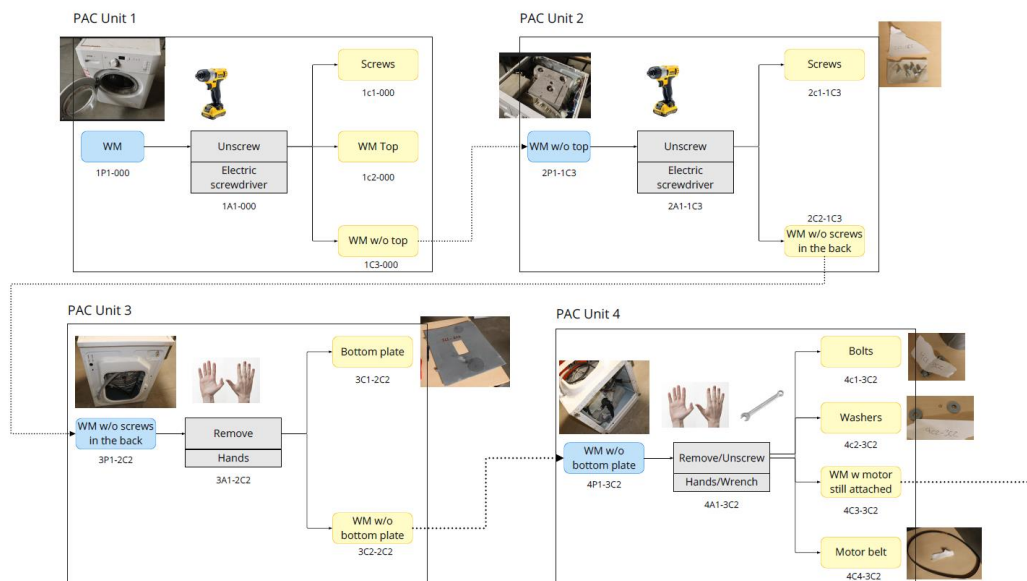 PAC Unit 1
WM
1P1-000
Unscrew
Electric
screwdriver
1A1-000
Screws
1c1-000
WM Top
1c2-000
WM w/o top
1C3-000
PAC Unit 2
WM w/o top
2P1-1C3
Unscrew
Electric
screwdriver
2A1-1C3
Screws
2c1-1C3
2C2-1C3
WM w/o screws
in the back
PAC Unit 3
WM w/o screws
in the back
3P1-2C2
Remove
Hands
3A1-2C2
Bottom plate
3C1-2C2
WM w/o
bottom plate
3C2-2C2
PAC Unit 4
WM w/o
bottom plate
4P1-3C2
Remove/Unscrew
Hands/Wrench
4A1-3C2
Bolts
4c1-3C2
Washers
4c2-3C2
WM w motor
still attached
4C3-3C2
Motor belt
4C4-3C2